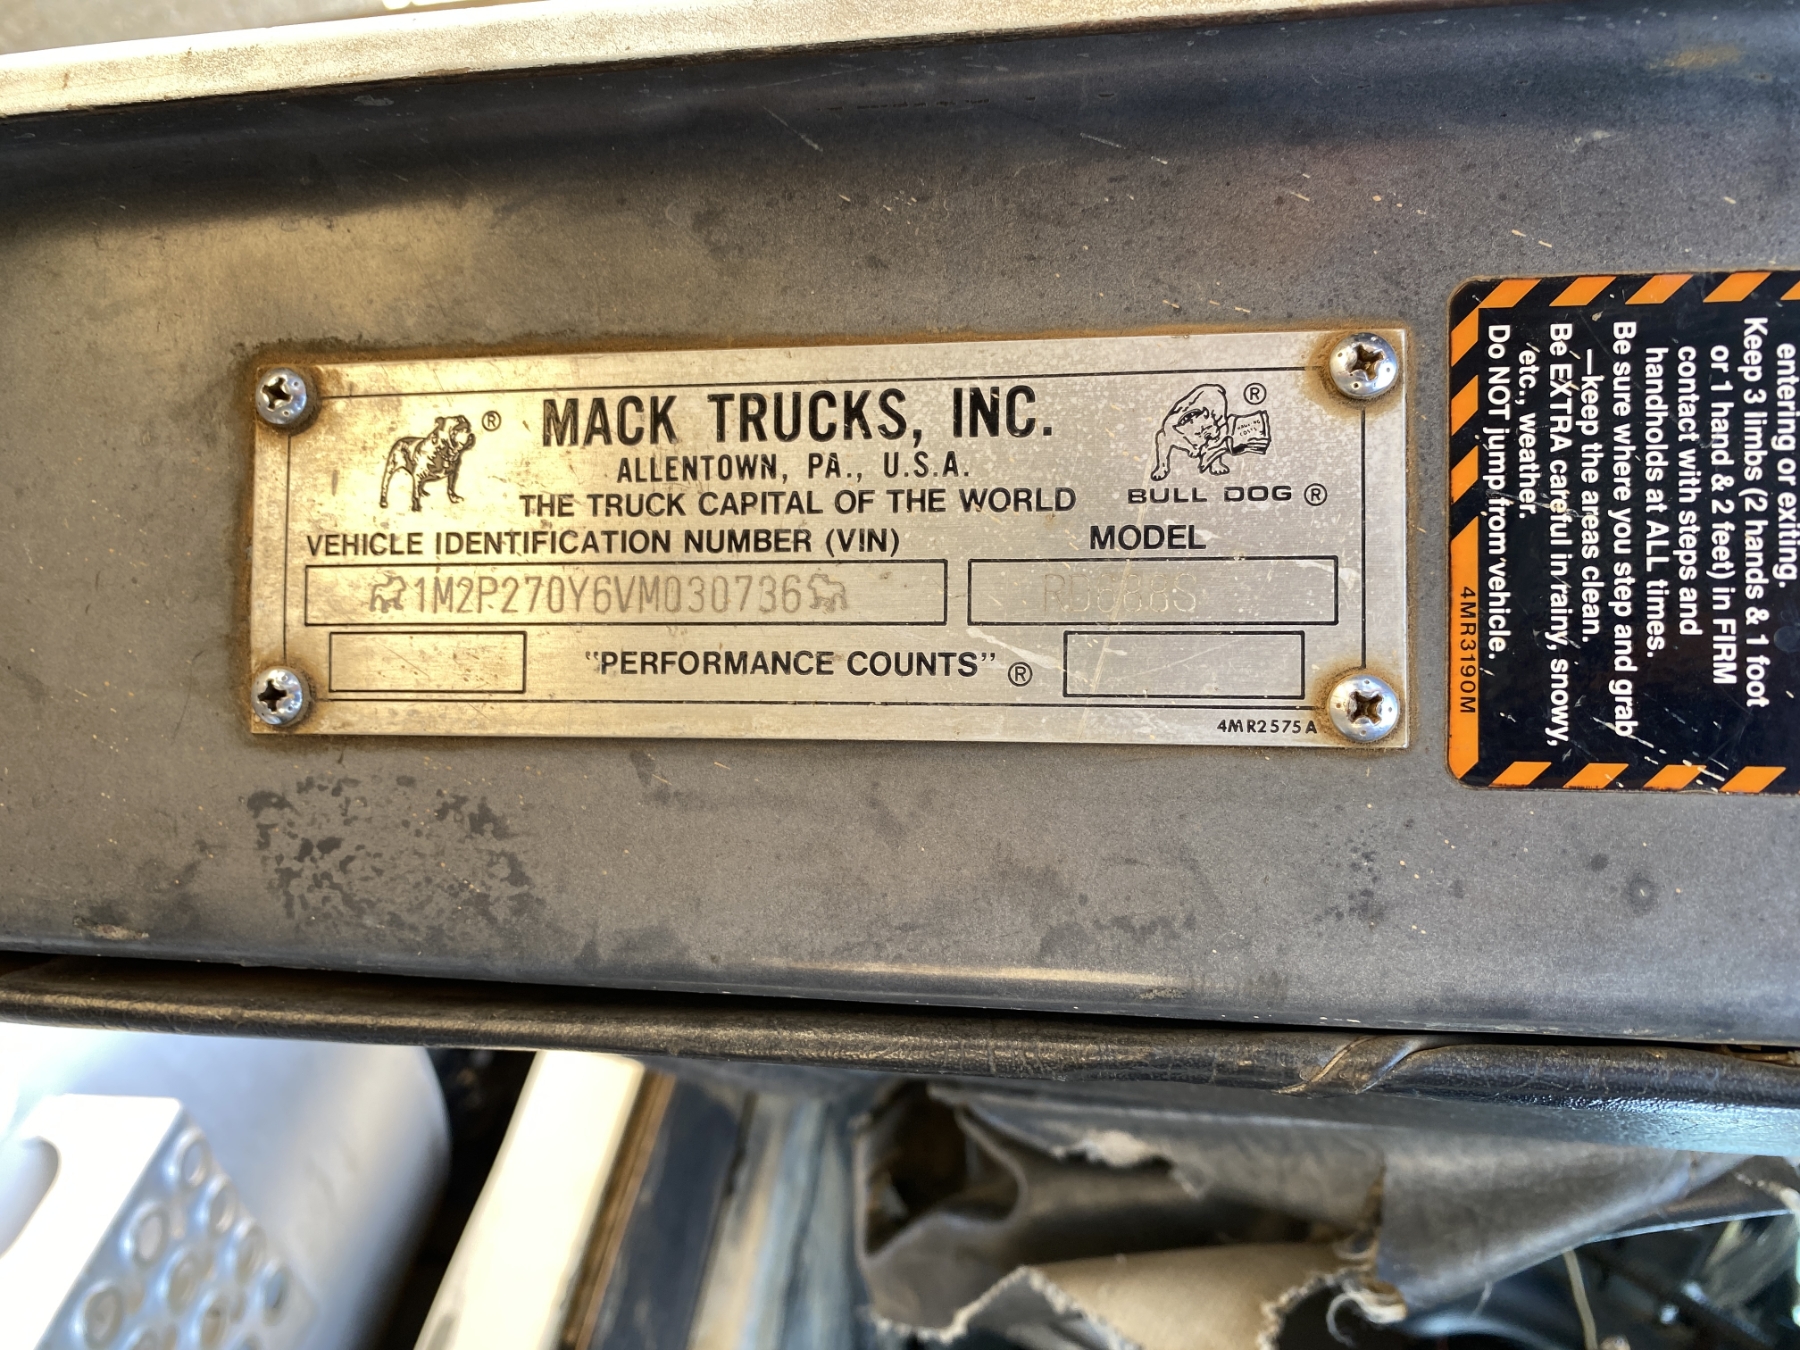 MACK TRUCKS, INC.
ALLENTOWN, PA., U.S.A.
THE TRUCK CAPITAL OF THE WORLD
®
®
BULL DOG ®
VEHICLE IDENTIFICATION NUMBER (VIN)
MODEL
1M2P270Y6VM030736
RD688S
“PERFORMANCE COUNTS” ®
4MR2575A
entering or exiting.
Keep 3 limbs (2 hands & 1 foot
or 1 hand & 2 feet) in FIRM
contact with steps and
handholds at ALL times.
Be sure where you step and grab
—keep the areas clean.
Be EXTRA careful in rainy, snowy,
etc., weather.
Do NOT jump from vehicle.
4MR3190M